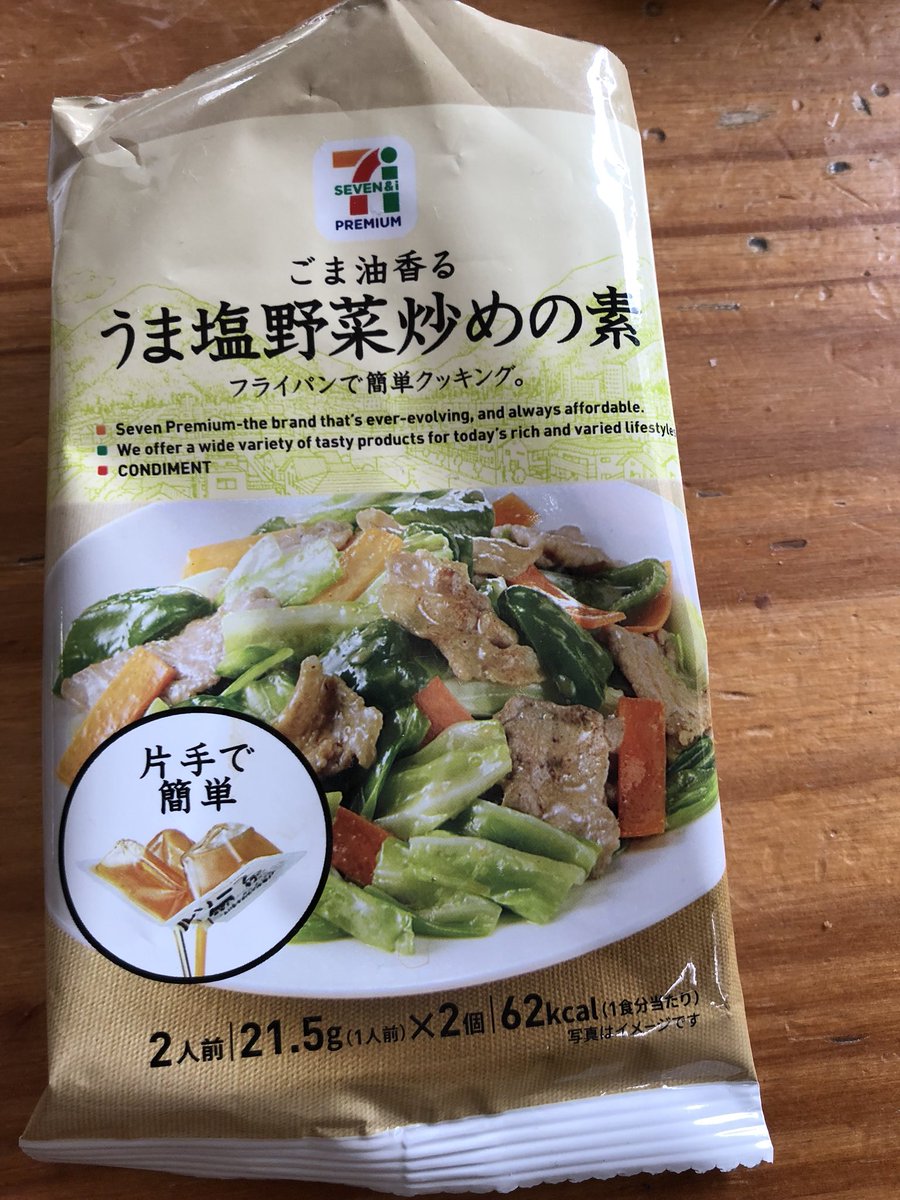 7i
SEVEN&i
PREMIUM
ごま油香る
うま塩野菜炒めの素
フライパンで簡単クッキング。
Seven Premium-the brand that's ever-evolving, and always affordable.
We offer a wide variety of tasty products for today's rich and varied lifestyle
CONDIMENT
片手で
簡単
2人前 21.5g(1人前)×2個 62kcal(1食分当たり)
写真はイメージです